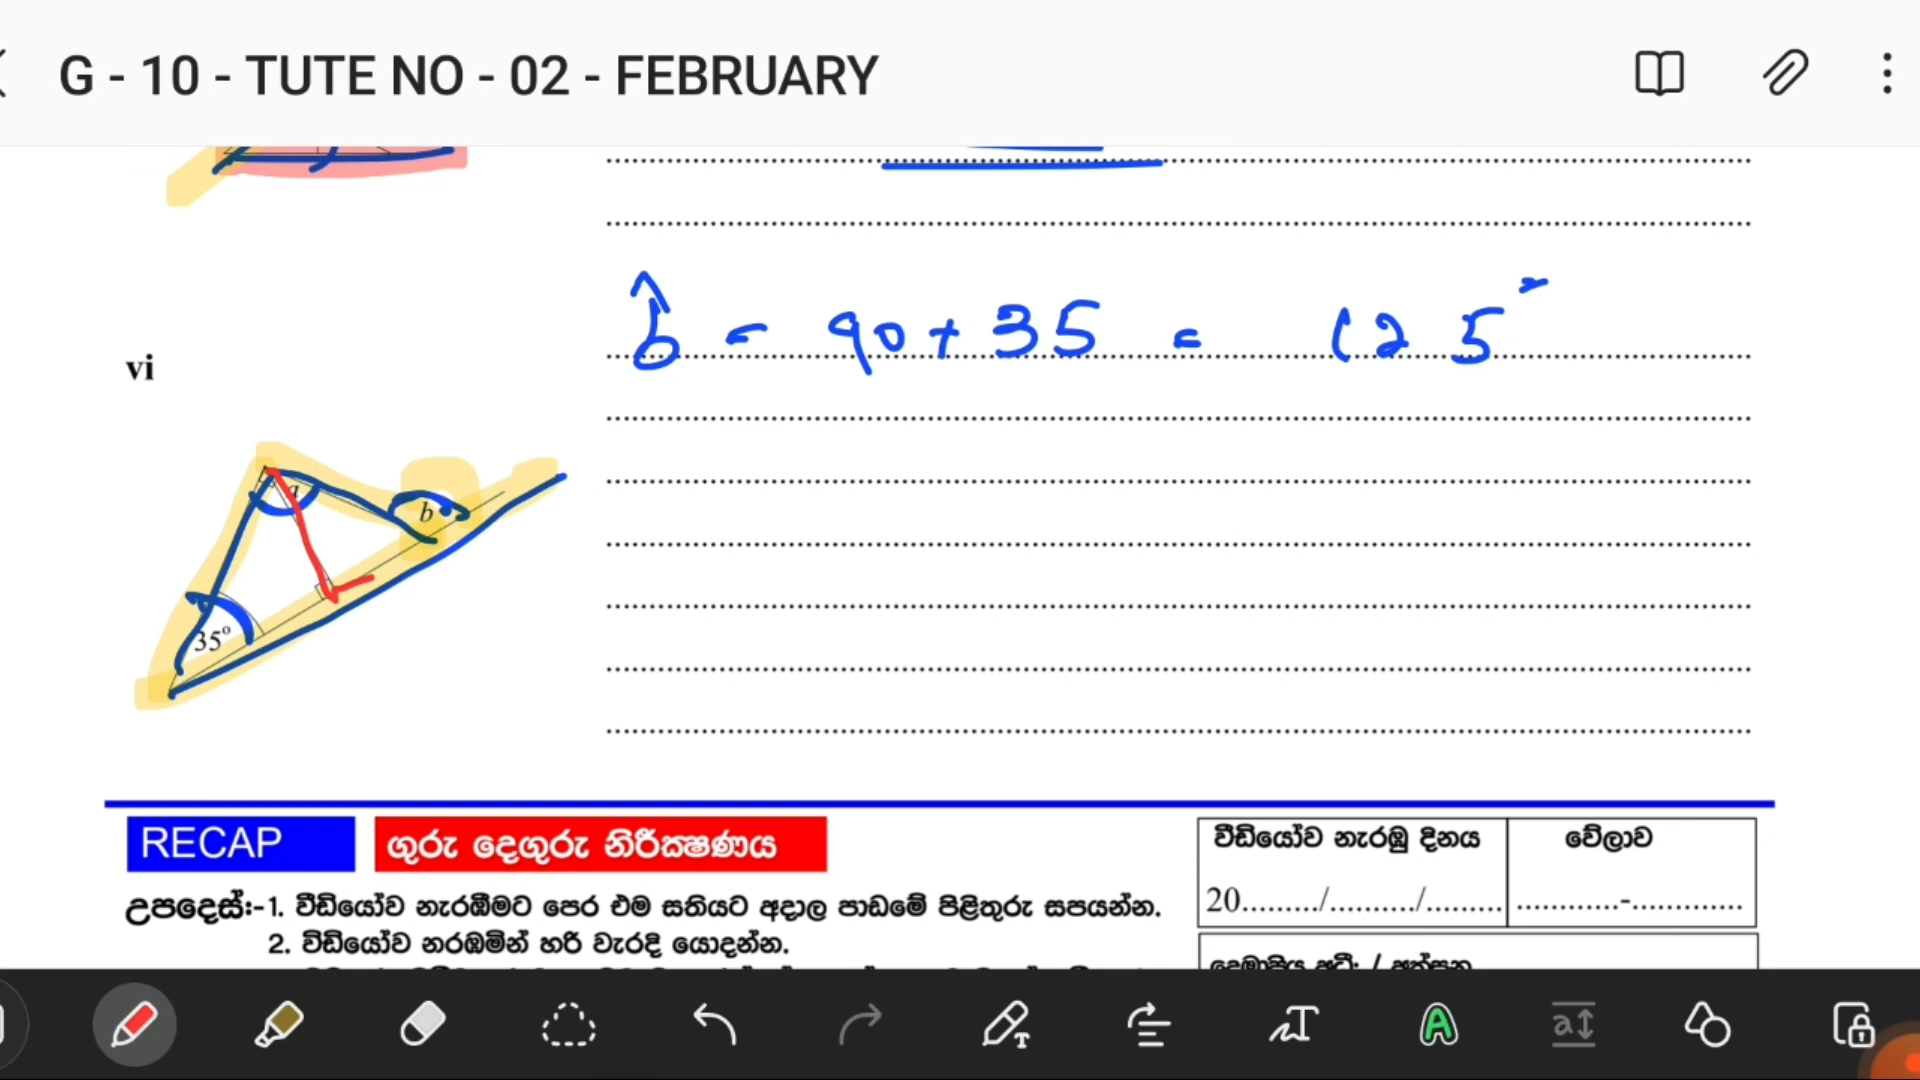 G - 10 - TUTE NO - 02 - FEBRUARY
b̂ = 90 + 35 = 125°
vi
a
b
35°
RECAP
ගුරු දෙගුරු නිරීක්ෂණය
වීඩියෝව නැරඹු දිනය
වේලාව
උපදෙස්:-1. වීඩියෝව නැරඹීමට පෙර එම සතියට අදාල පාඩමේ පිළිතුරු සපයන්න.
20......../........../.........
............-.............
2. විඩියෝව නරඹමින් හරි වැරදි යොදන්න.